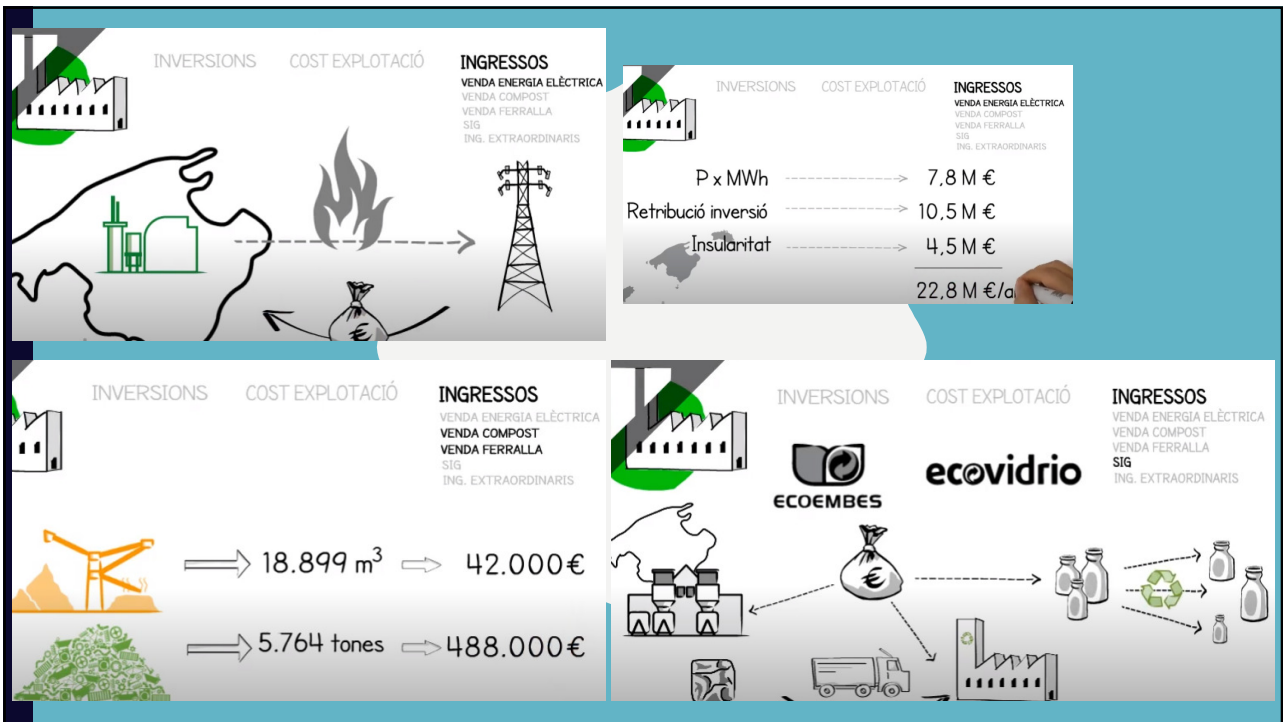 INVERSIONS COST EXPLOTACIÓ INGRESSOS
VENDA ENERGIA ELÈCTRICA
VENDA COMPOST
VENDA FERRALLA
SIG
ING. EXTRAORDINARIS
€
INVERSIONS COST EXPLOTACIÓ INGRESSOS
VENDA ENERGIA ELÈCTRICA
VENDA COMPOST
VENDA FERRALLA
SIG
ING. EXTRAORDINARIS
P x MWh 7,8 M €
Retribució inversió 10,5 M €
Insularitat 4,5 M €
22,8 M €/a
INVERSIONS COST EXPLOTACIÓ INGRESSOS
VENDA ENERGIA ELÈCTRICA
VENDA COMPOST
VENDA FERRALLA
SIG
ING. EXTRAORDINARIS
18.899 m³ 42.000€
5.764 tones 488.000€
INVERSIONS COST EXPLOTACIÓ INGRESSOS
VENDA ENERGIA ELÈCTRICA
VENDA COMPOST
VENDA FERRALLA
SIG
ING. EXTRAORDINARIS
ECOEMBES
ecovidrio
€